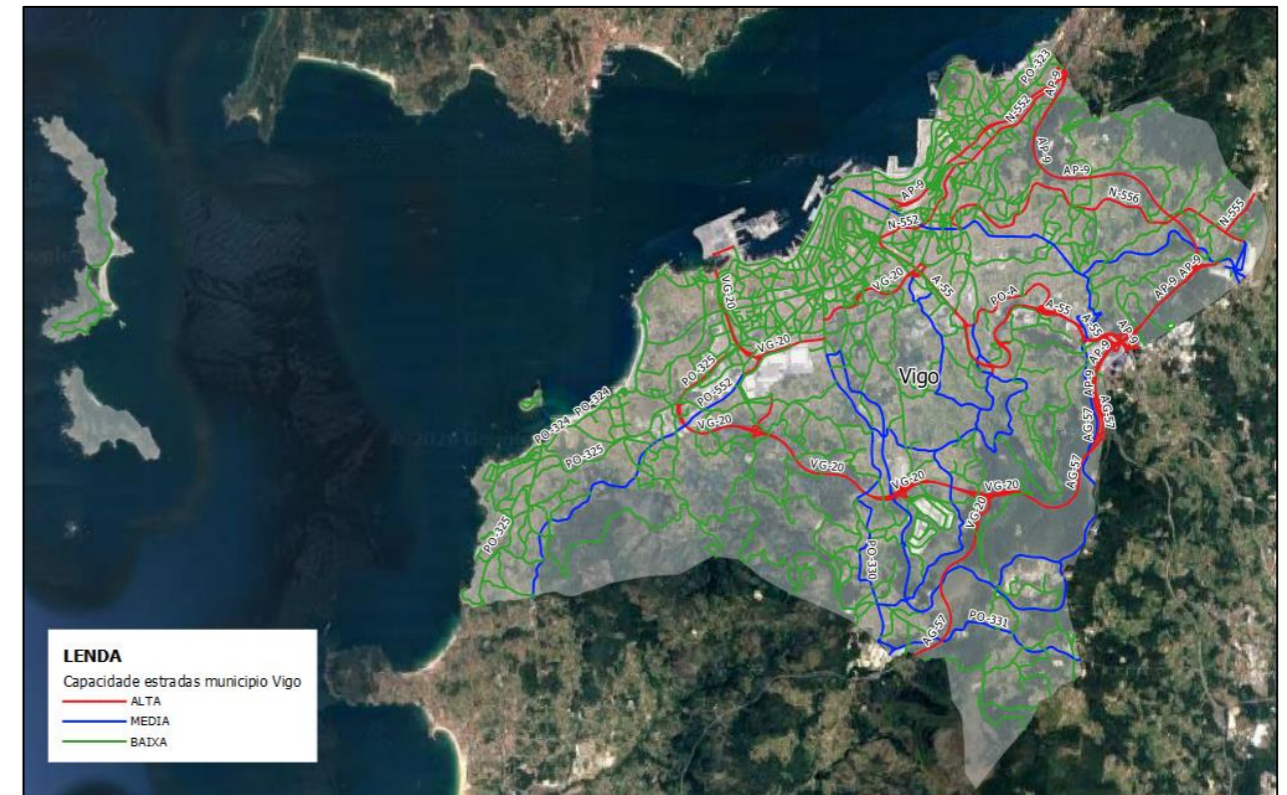 PO-323
AP-9
N-552
AP-9
AP-9
N-556
AP-9
N-555
N-552
VG-20
A-55
VG-20
AP-9
AP-9
PO-A
A-55
A-55
AP-9
AP-9
VG-20
PO-325
Vigo
AP-9
PO-552
PO-324
PO-324
AG-57
AG-57
VG-20
PO-325
VG-20
AG-57
VG-20
VG-20
VG-20
PO-325
PO-330
PO-331
AG-57
LENDA
Capacidade estradas municipio Vigo
ALTA
MEDIA
BAIXA